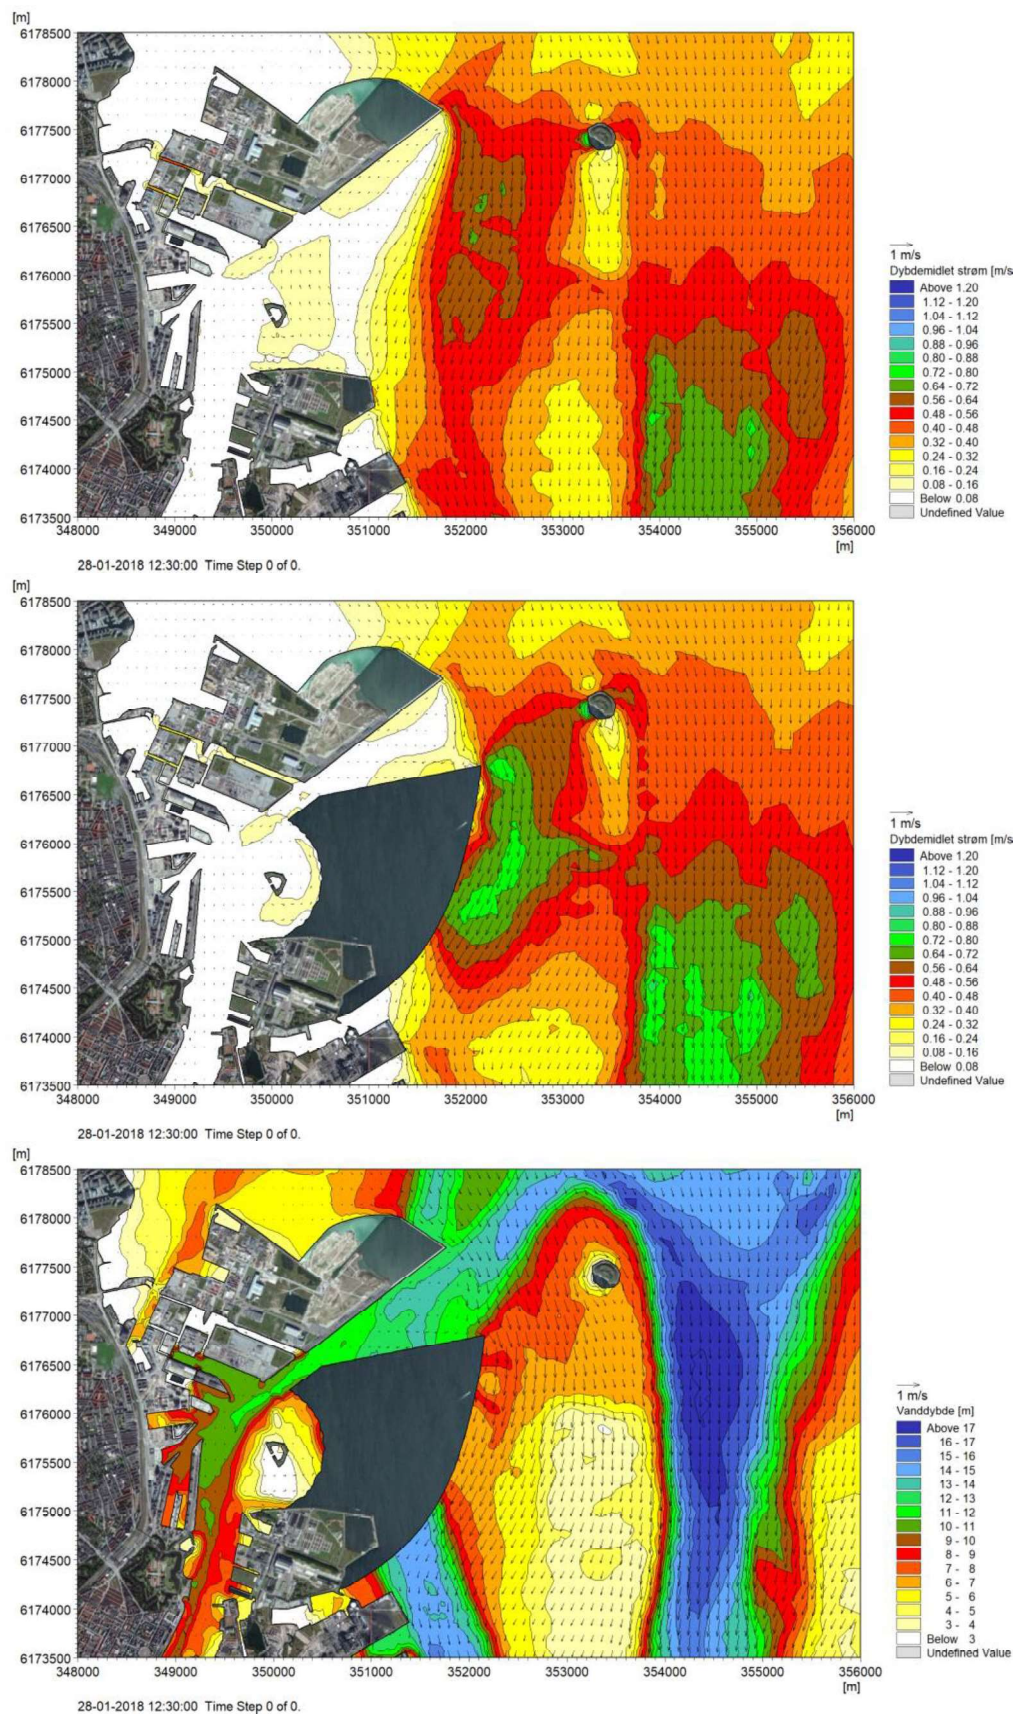 [m]
6178500
6178000
6177500
6177000
6176500
6176000
6175500
6175000
6174500
6174000
6173500
348000 349000 350000 351000 352000 353000 354000 355000 356000
[m]
28-01-2018 12:30:00 Time Step 0 of 0.
1 m/s
Dybdemidlet strøm [m/s]
Above 1.20
1.12 - 1.20
1.04 - 1.12
0.96 - 1.04
0.88 - 0.96
0.80 - 0.88
0.72 - 0.80
0.64 - 0.72
0.56 - 0.64
0.48 - 0.56
0.40 - 0.48
0.32 - 0.40
0.24 - 0.32
0.16 - 0.24
0.08 - 0.16
Below 0.08
Undefined Value
[m]
6178500
6178000
6177500
6177000
6176500
6176000
6175500
6175000
6174500
6174000
6173500
348000 349000 350000 351000 352000 353000 354000 355000 356000
[m]
28-01-2018 12:30:00 Time Step 0 of 0.
1 m/s
Dybdemidlet strøm [m/s]
Above 1.20
1.12 - 1.20
1.04 - 1.12
0.96 - 1.04
0.88 - 0.96
0.80 - 0.88
0.72 - 0.80
0.64 - 0.72
0.56 - 0.64
0.48 - 0.56
0.40 - 0.48
0.32 - 0.40
0.24 - 0.32
0.16 - 0.24
0.08 - 0.16
Below 0.08
Undefined Value
[m]
6178500
6178000
6177500
6177000
6176500
6176000
6175500
6175000
6174500
6174000
6173500
348000 349000 350000 351000 352000 353000 354000 355000 356000
[m]
28-01-2018 12:30:00 Time Step 0 of 0.
1 m/s
Vanddybde [m]
Above 17
16 - 17
15 - 16
14 - 15
13 - 14
12 - 13
11 - 12
10 - 11
9 - 10
8 - 9
7 - 8
6 - 7
5 - 6
4 - 5
3 - 4
Below 3
Undefined Value